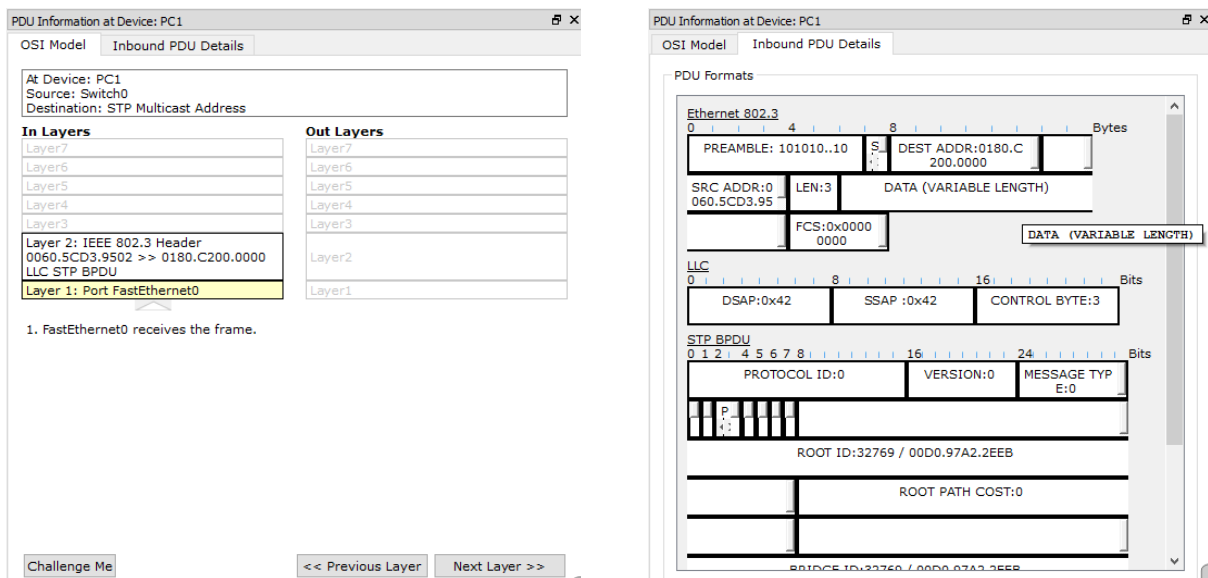 PDU Information at Device: PC1
OSI Model
Inbound PDU Details
At Device: PC1
Source: Switch0
Destination: STP Multicast Address
In Layers
Out Layers
Layer7
Layer7
Layer6
Layer6
Layer5
Layer5
Layer4
Layer4
Layer3
Layer3
Layer 2: IEEE 802.3 Header
0060.5CD3.9502 >> 0180.C200.0000
LLC STP BPDU
Layer2
Layer 1: Port FastEthernet0
Layer1
1. FastEthernet0 receives the frame.
Challenge Me
<< Previous Layer
Next Layer >>
PDU Information at Device: PC1
OSI Model
Inbound PDU Details
PDU Formats
Ethernet 802.3
0 4 8 Bytes
PREAMBLE: 101010..10
S
DEST ADDR:0180.C
200.0000
SRC ADDR:0
060.5CD3.95
LEN:3
DATA (VARIABLE LENGTH)
FCS:0x0000
0000
DATA (VARIABLE LENGTH)
LLC
0 8 16 Bits
DSAP:0x42
SSAP :0x42
CONTROL BYTE:3
STP BPDU
0 1 2 4 5 6 7 8 16 24 Bits
PROTOCOL ID:0
VERSION:0
MESSAGE TYP
E:0
P
ROOT ID:32769 / 00D0.97A2.2EEB
ROOT PATH COST:0
BRIDGE ID:32769 / 00D0.97A2.2EEB